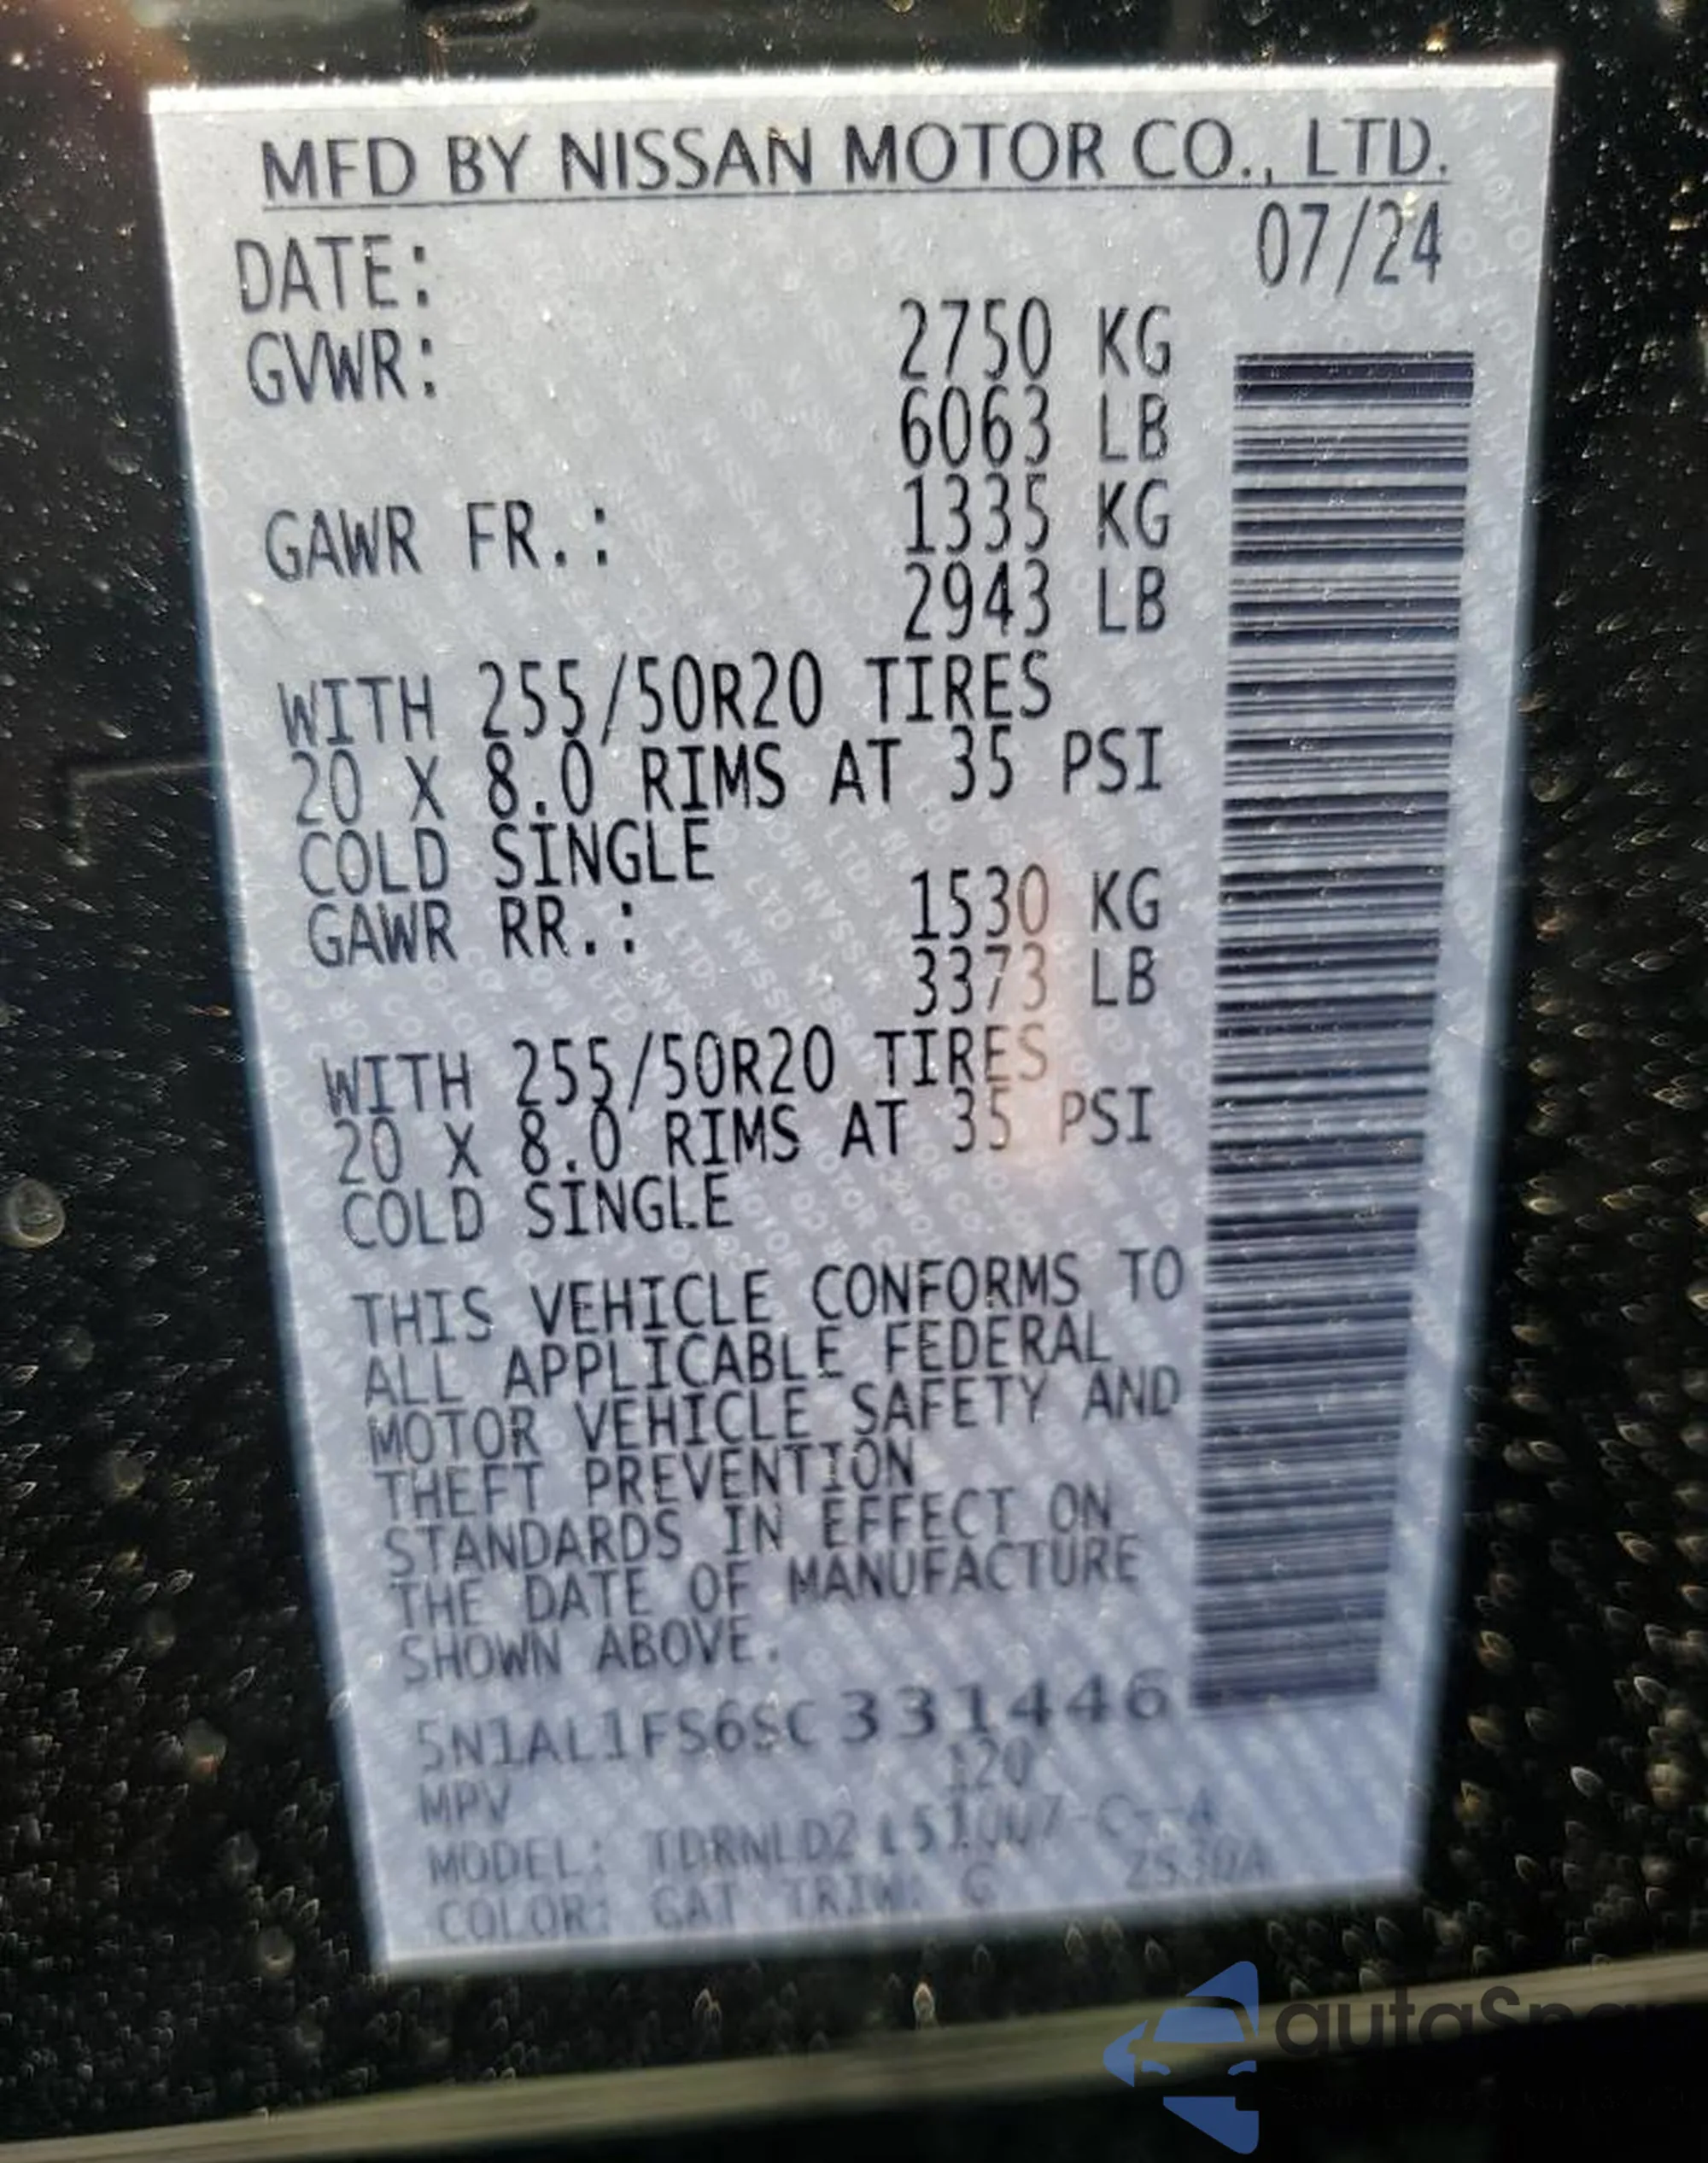 MFD BY NISSAN MOTOR CO., LTD.
DATE: 07/24
GVWR: 2750 KG
6063 LB
GAWR FR.: 1335 KG
2943 LB
WITH 255/50R20 TIRES
20 X 8.0 RIMS AT 35 PSI
COLD SINGLE
GAWR RR.: 1530 KG
3373 LB
WITH 255/50R20 TIRES
20 X 8.0 RIMS AT 35 PSI
COLD SINGLE
THIS VEHICLE CONFORMS TO
ALL APPLICABLE FEDERAL
MOTOR VEHICLE SAFETY AND
THEFT PREVENTION
STANDARDS IN EFFECT ON
THE DATE OF MANUFACTURE
SHOWN ABOVE.
5N1AL1FS6SC331446
120
MPV
MODEL:
COLOR: GAT TRIM: G